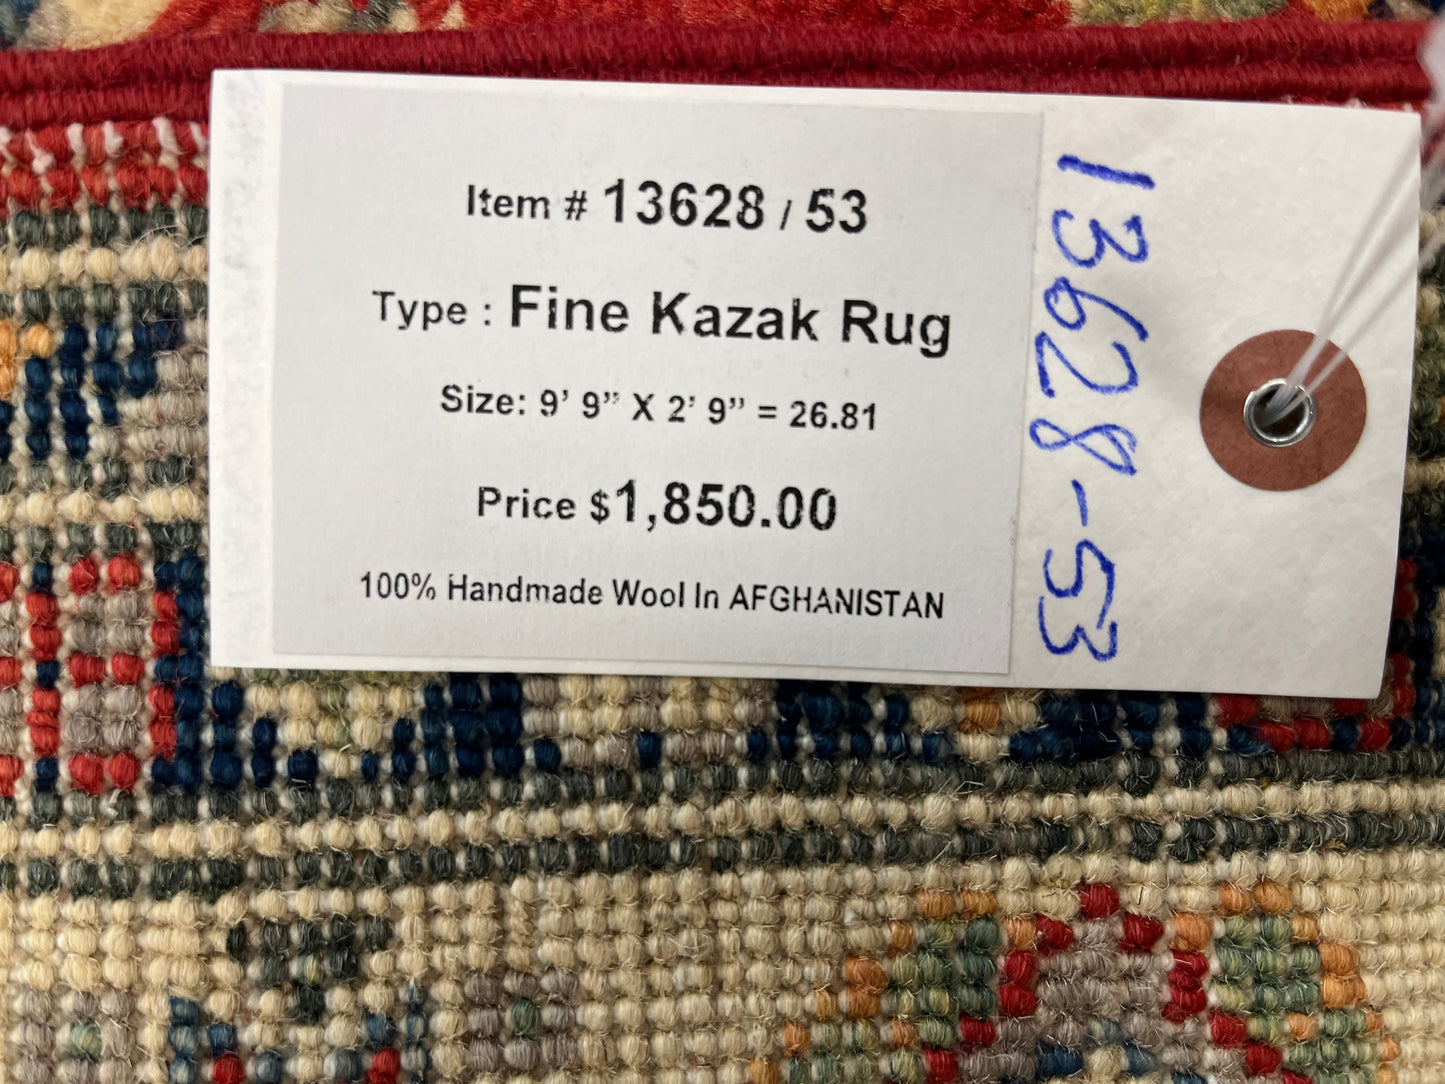 Item # 13628 / 53
Type : Fine Kazak Rug
Size: 9’ 9” X 2’ 9” = 26.81
Price $1,850.00
100% Handmade Wool In AFGHANISTAN
13628-53